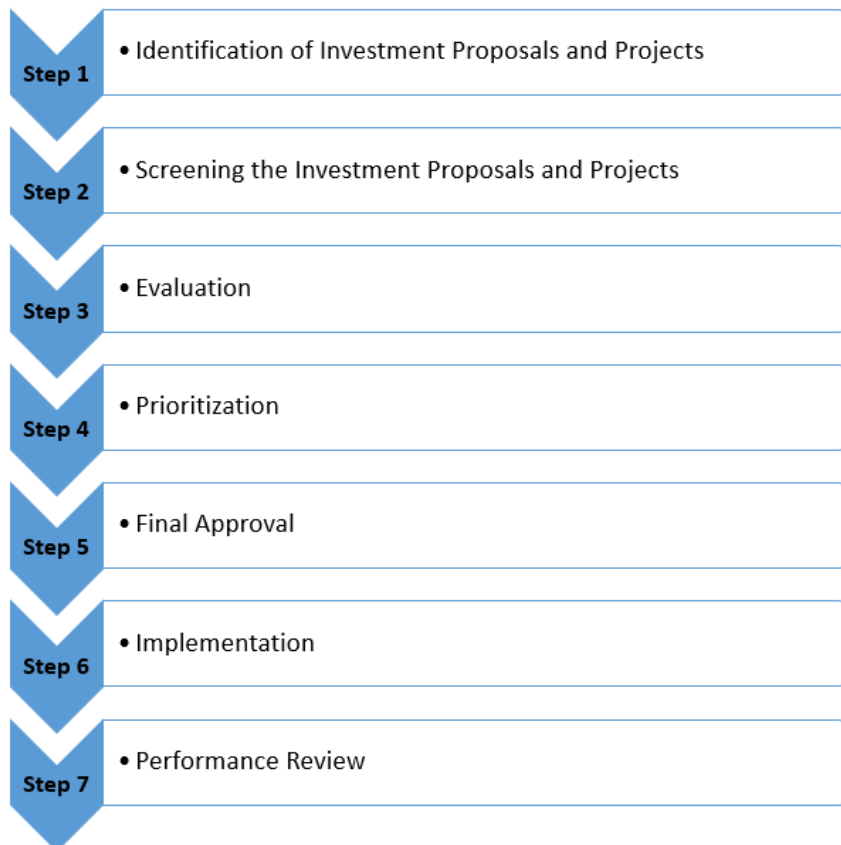 Step 1
• Identification of Investment Proposals and Projects
Step 2
• Screening the Investment Proposals and Projects
Step 3
• Evaluation
Step 4
• Prioritization
Step 5
• Final Approval
Step 6
• Implementation
Step 7
• Performance Review